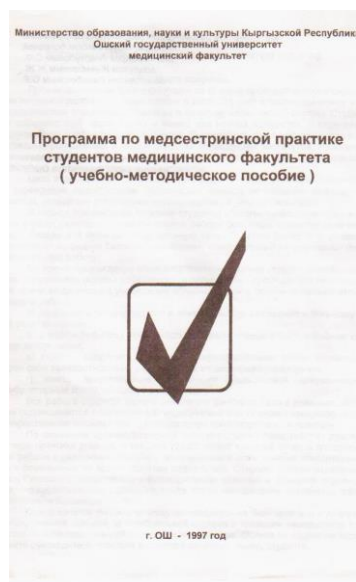 Министерство образования, науки и культуры Кыргызской Республик
Ошский государственный университет
медицинский факультет
Программа по медсестринской практике
студентов медицинского факультета
( учебно-методическое пособие )
г. ОШ - 1997 год